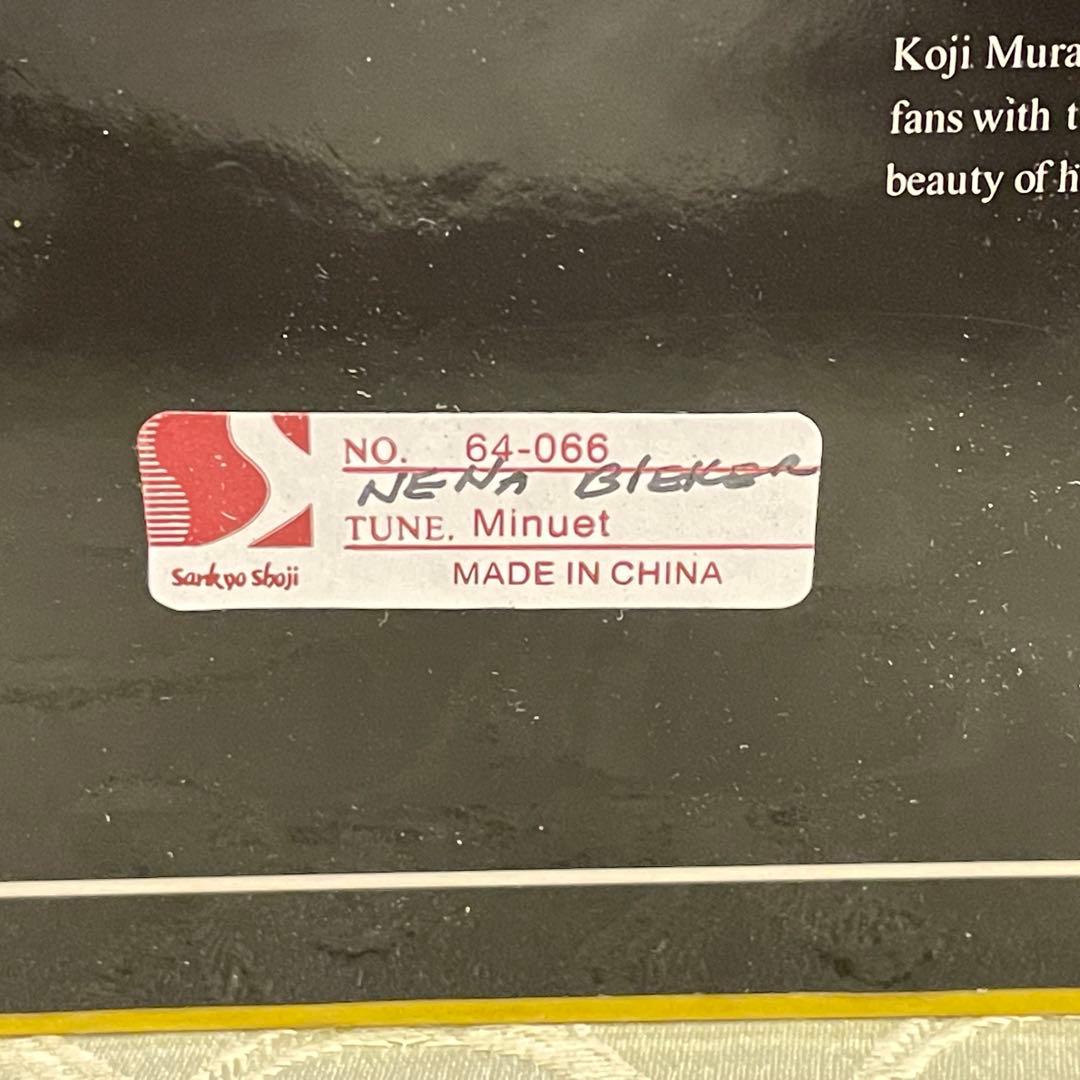 Koji Mura
fans with t
beauty of h
NO. 64-066
NENA BIEKER
TUNE. Minuet
Sankyo Shoji
MADE IN CHINA